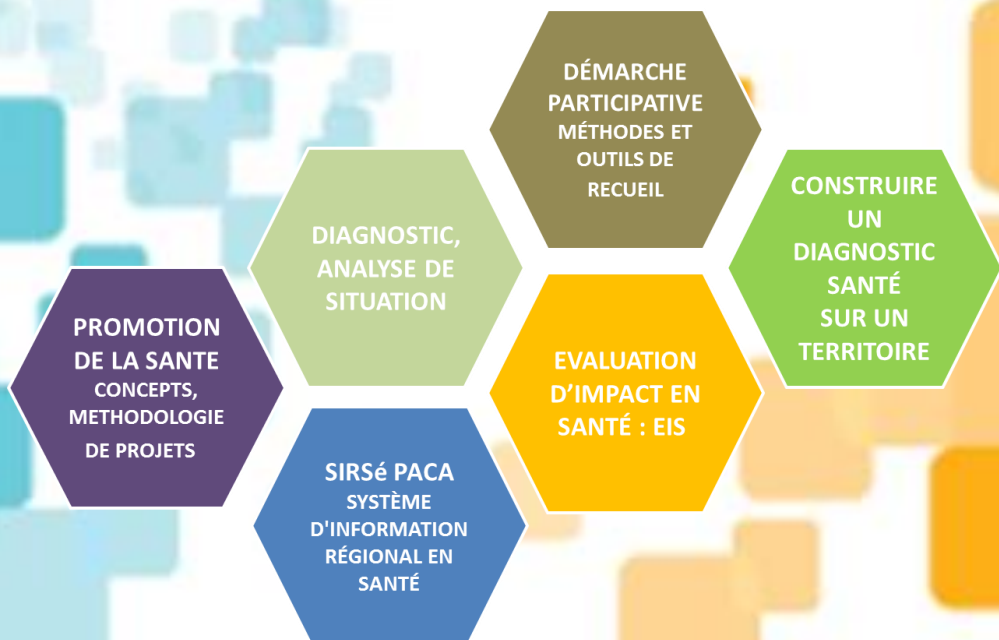 DÉMARCHE
PARTICIPATIVE
MÉTHODES ET
OUTILS DE
RECUEIL
CONSTRUIRE
UN
DIAGNOSTIC
SANTÉ
SUR UN
TERRITOIRE
DIAGNOSTIC,
ANALYSE DE
SITUATION
PROMOTION
DE LA SANTE
CONCEPTS,
METHODOLOGIE
DE PROJETS
EVALUATION
D’IMPACT EN
SANTÉ : EIS
SIRSé PACA
SYSTÈME
D'INFORMATION
RÉGIONAL EN
SANTÉ